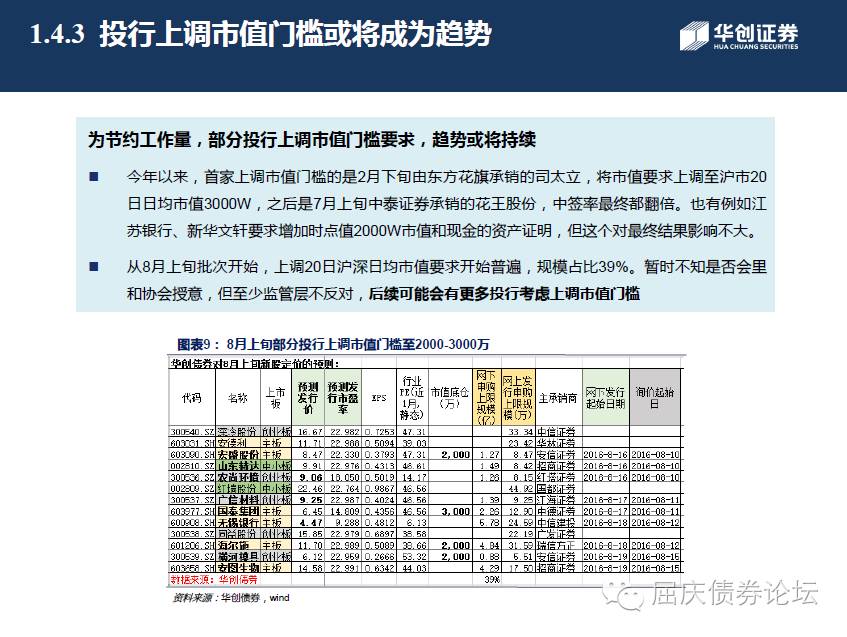 1.4.3 投行上调市值门槛或将成为趋势
华创证券
HUA CHUANG SECURITIES
为节约工作量，部分投行上调市值门槛要求，趋势或将持续
■ 今年以来，首家上调市值门槛的是2月下旬由东方花旗承销的司太立，将市值要求上调至沪市20
日日均市值3000W，之后是7月上旬中泰证券承销的花王股份，中签率最终都翻倍。也有例如江
苏银行、新华文轩要求增加时点值2000W市值和现金的资产证明，但这个对最终结果影响不大。
■ 从8月上旬批次开始，上调20日沪深日均市值要求开始普遍，规模占比39%。暂时不知是否会里
和协会授意，但至少监管层不反对，后续可能会有更多投行考虑上调市值门槛
图表9： 8月上旬部分投行上调市值门槛至2000-3000万
华创债券对8月上旬新股定价的预测：
代码 名称 上市板 预测发行价 预测发行市盈率 EPS 行业PE(近1月,静态) 市值底仓(万) 网下申购上限规模(亿) 网上发行申购上限规模(万) 主承销商 网下发行起始日期 询价起始日
300540.SZ 创业板 16.67 22.982 0.7253 47.31 33.34 中信证券
603031.SH 安德利 主板 11.71 22.988 0.5094 39.03 23.42 华林证券
603090.SH 宏盛股份 主板 8.47 22.330 0.3793 47.31 2,000 1.27 8.47 安信证券 2016-8-16 2016-08-10
002810.SZ 山东赫达 中小板 9.91 22.976 0.4313 46.61 1.49 8.42 招商证券 2016-8-16 2016-08-10
300536.SZ 农尚环境 创业板 9.06 18.050 0.5019 14.17 1.26 8.15 红塔证券 2016-8-16 2016-08-10
002809.SZ 红墙股份 中小板 22.46 22.764 0.9867 46.56 44.92 国都证券
300537.SZ 广信材料 创业板 9.25 22.987 0.4024 46.56 1.39 9.25 江海证券 2016-8-17 2016-08-11
603977.SH 国泰集团 主板 6.45 14.809 0.4356 46.56 3,000 2.26 12.90 中德证券 2016-8-17 2016-08-11
600908.SH 无锡银行 主板 4.47 9.288 0.4812 6.13 5.78 24.59 中信建投 2016-8-18 2016-08-12
300538.SZ 同益股份 创业板 15.85 22.979 0.6897 38.58 22.19 广发证券
601206.SH 海尔施 主板 11.70 22.989 0.5089 38.66 2,000 4.84 31.59 瑞信方正 2016-8-18 2016-08-12
300539.SZ 横河模具 创业板 6.12 22.959 0.2666 53.32 2,000 0.88 5.51 安信证券 2016-8-19 2016-08-15
603658.SH 安图生物 主板 14.58 22.991 0.6342 44.03 4.29 17.50 招商证券 2016-8-19 2016-08-15
数据来源：华创债券 39%
资料来源：华创债券，wind
屈庆债券论坛